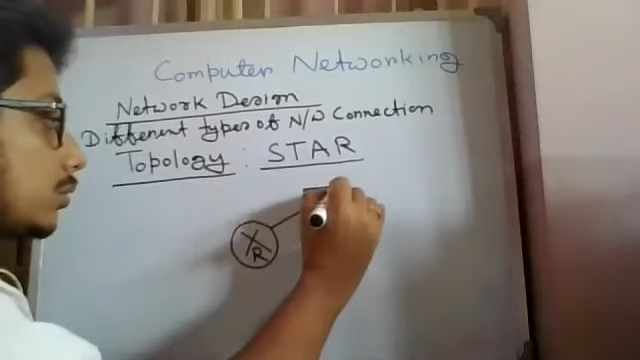 Computer Networking
Network Design
Different types of N/W Connection
Topology : STAR
R